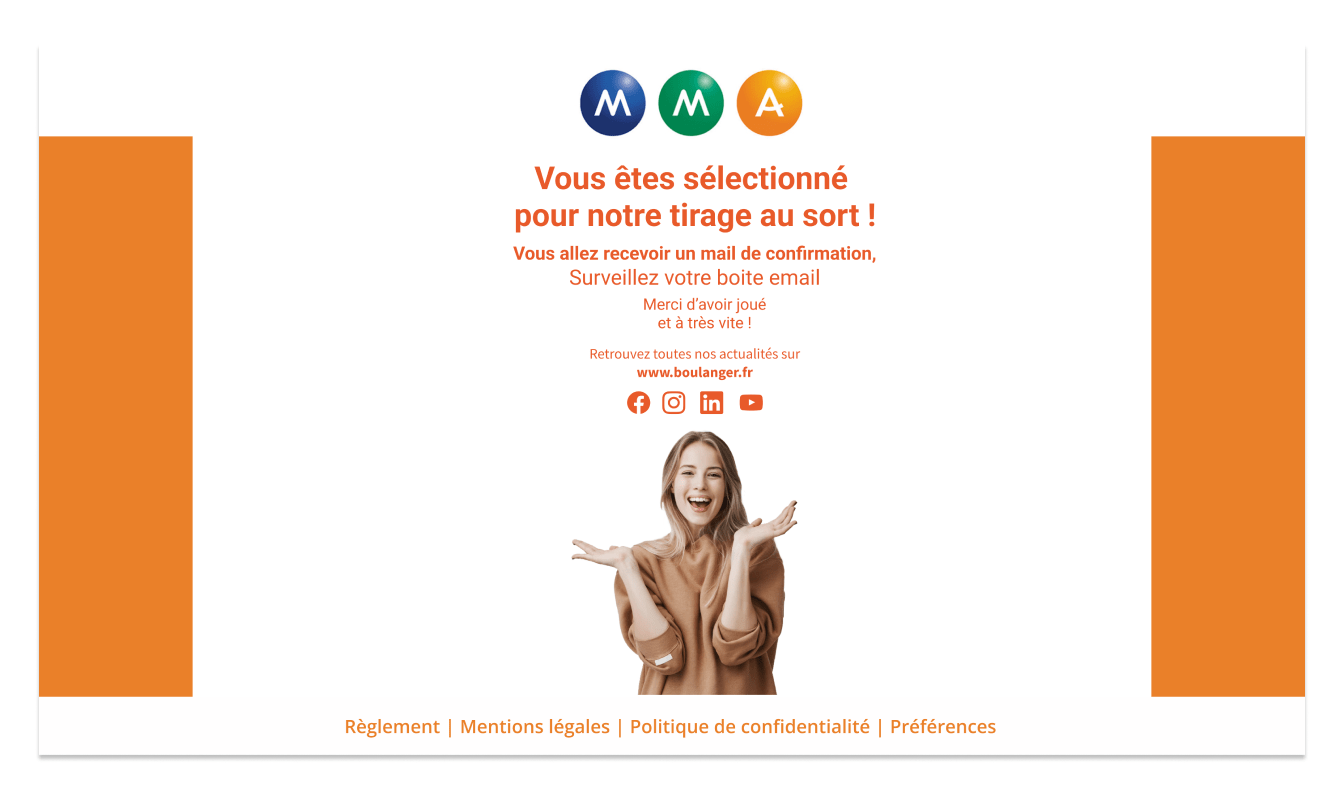 MMA
Vous êtes sélectionné
pour notre tirage au sort !
Vous allez recevoir un mail de confirmation,
Surveillez votre boite email
Merci d’avoir joué
et à très vite !
Retrouvez toutes nos actualités sur
www.boulanger.fr
Règlement | Mentions légales | Politique de confidentialité | Préférences